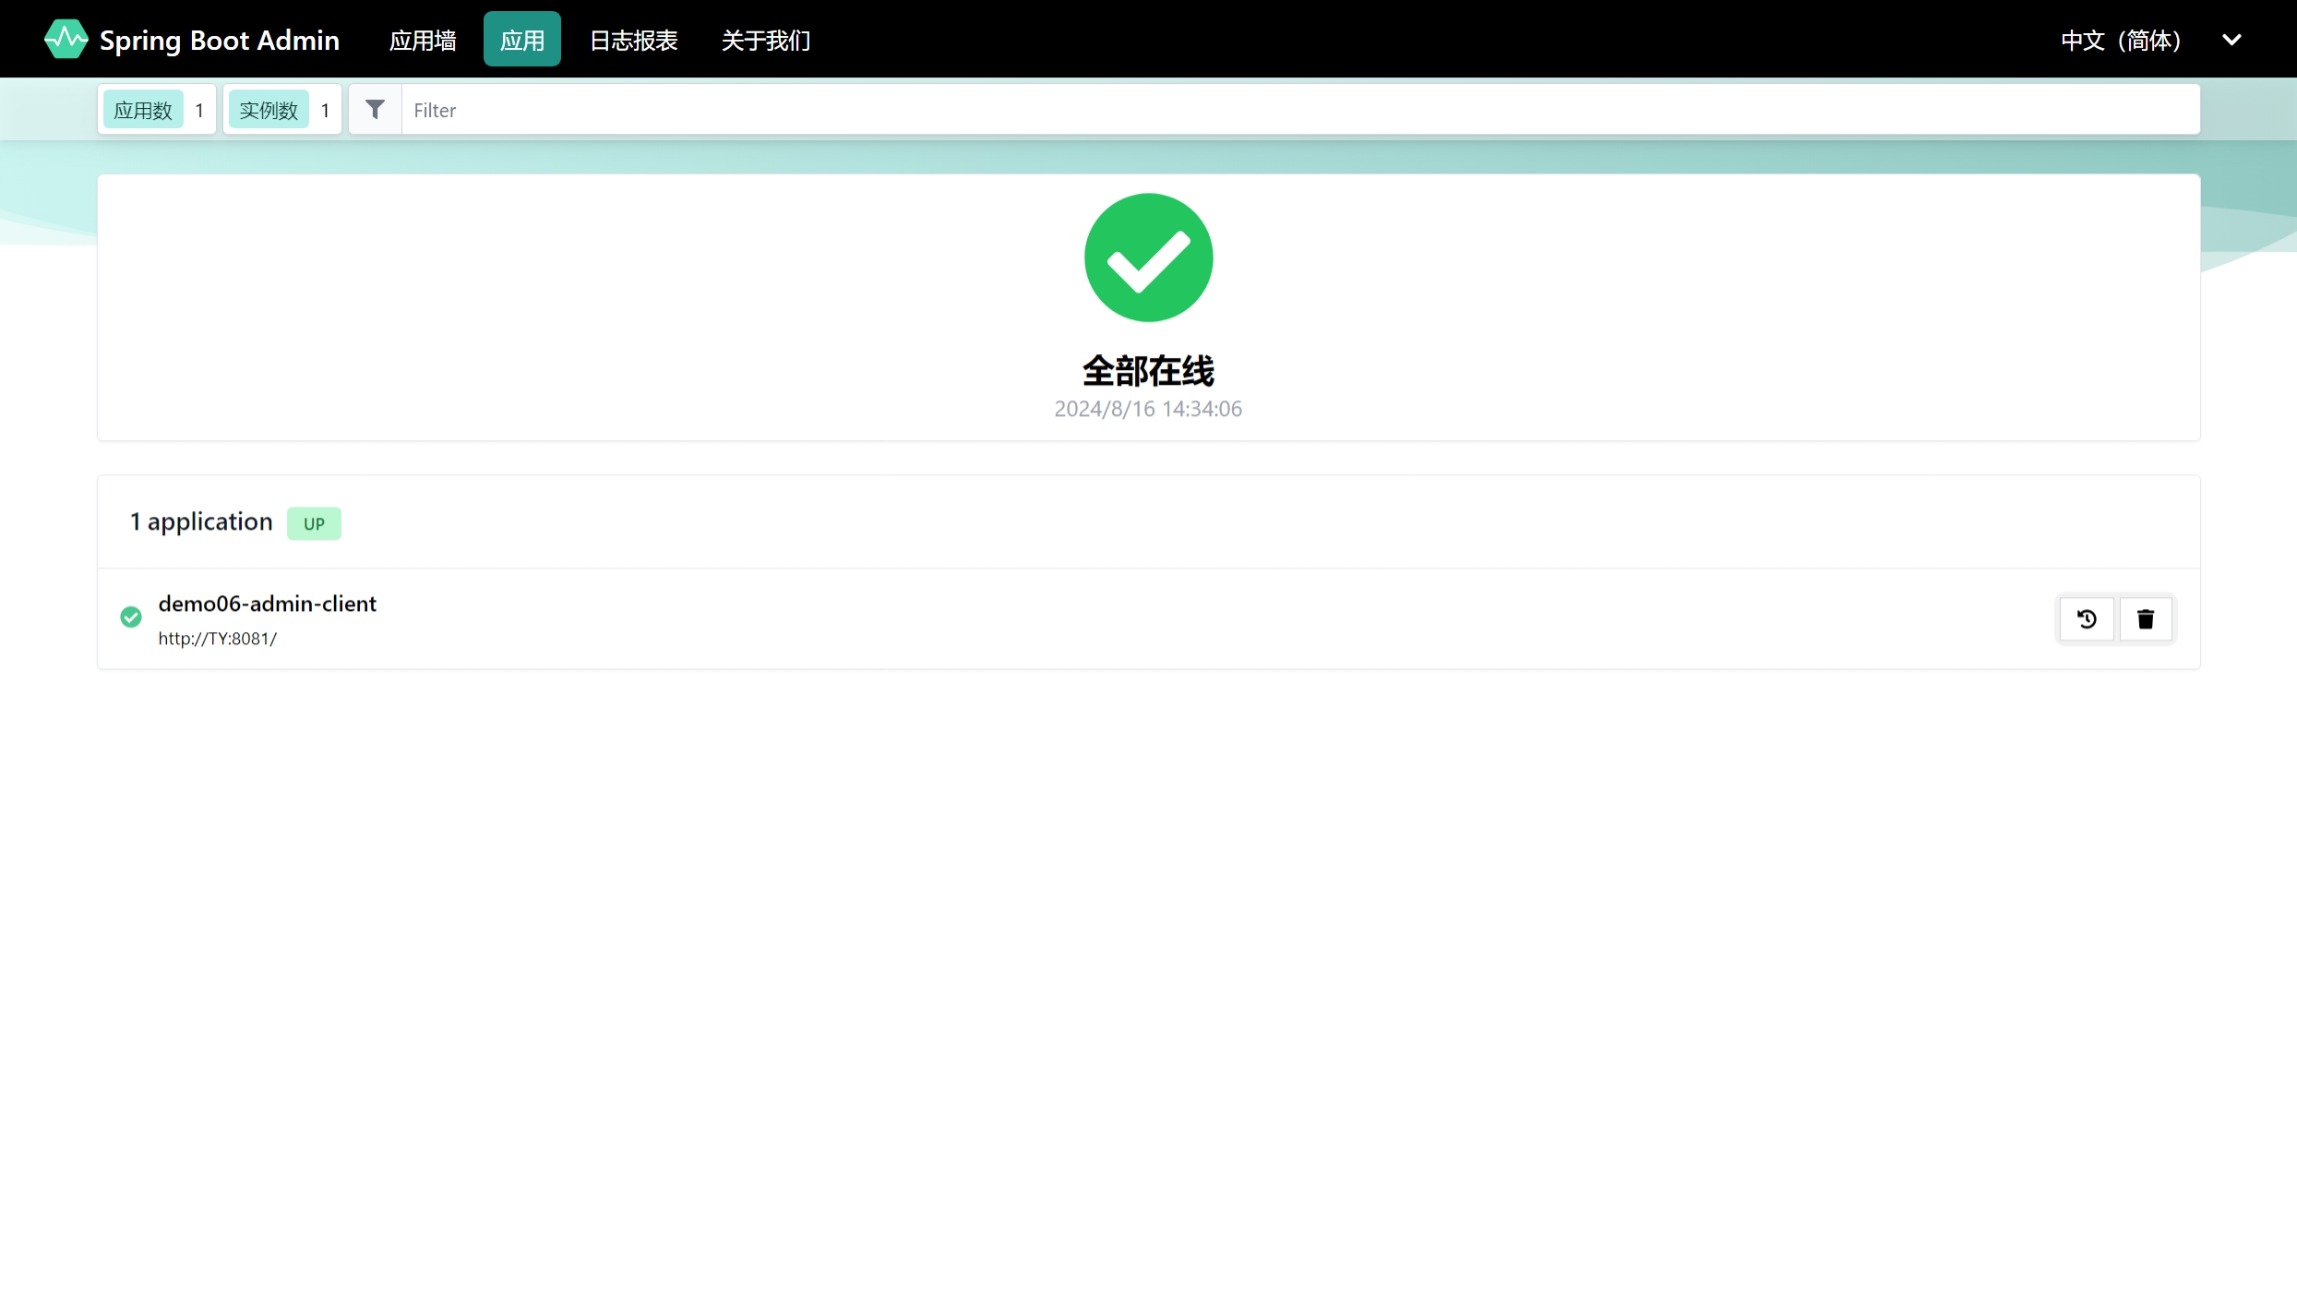 Spring Boot Admin 应用墙 应用 日志报表 关于我们 中文（简体）
应用数 1 实例数 1 Filter
全部在线
2024/8/16 14:34:06
1 application UP
demo06-admin-client
http://TY:8081/